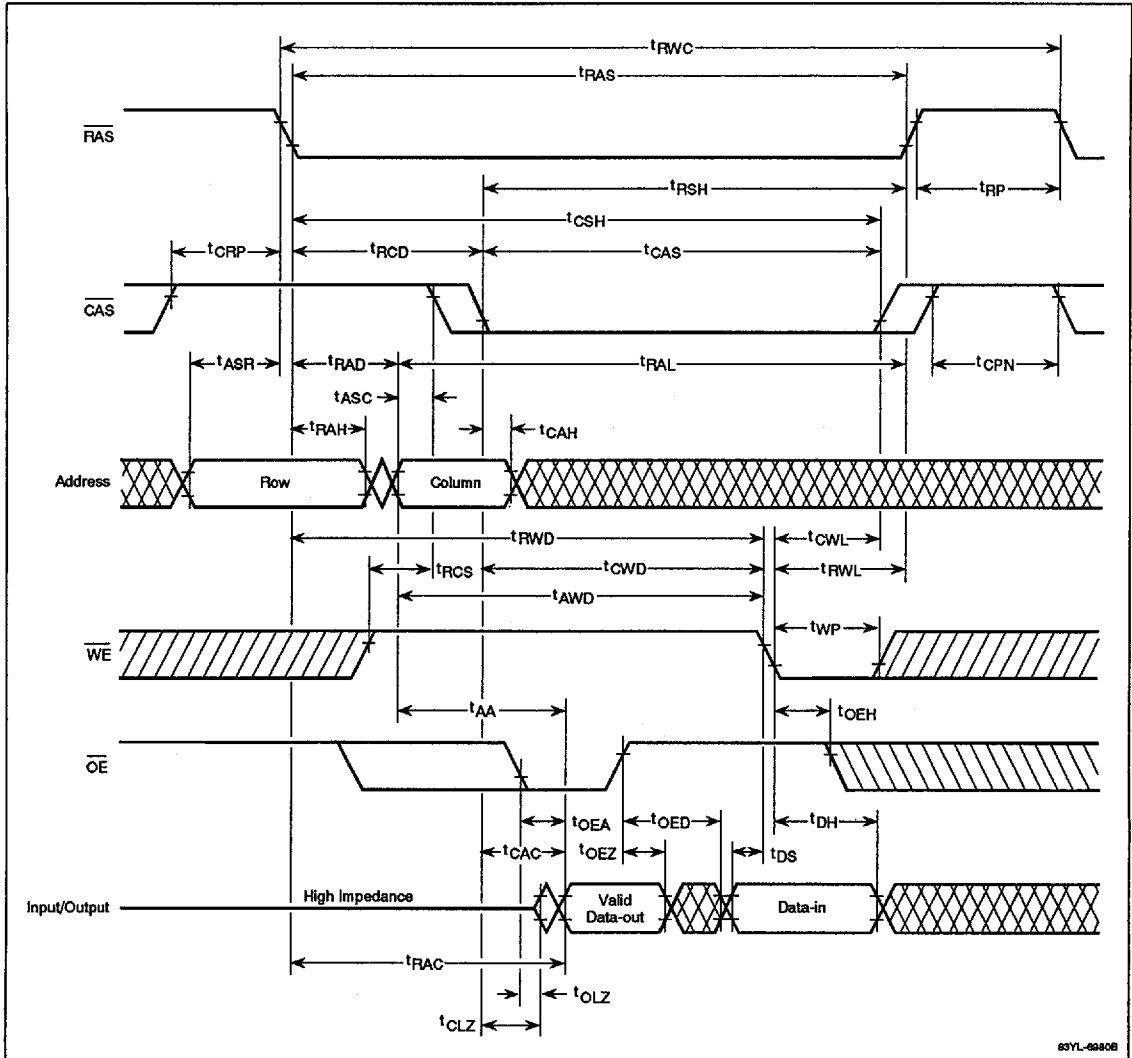 tRWC
tRAS
RAS
tRSH
tRP
tCSH
tCRP
tRCD
tCAS
CAS
tASR
tRAD
tRAL
tCPN
tASC
tRAH
tCAH
Address
Row
Column
tRWD
tCWL
tRCS
tCWD
tRWL
tAWD
WE
tWP
tAA
tOEH
OE
tOEA
tOED
tDH
tCAC
tOEZ
tDS
Input/Output
High Impedance
Valid
Data-out
Data-in
tRAC
tOLZ
tCLZ
83YL-6980B